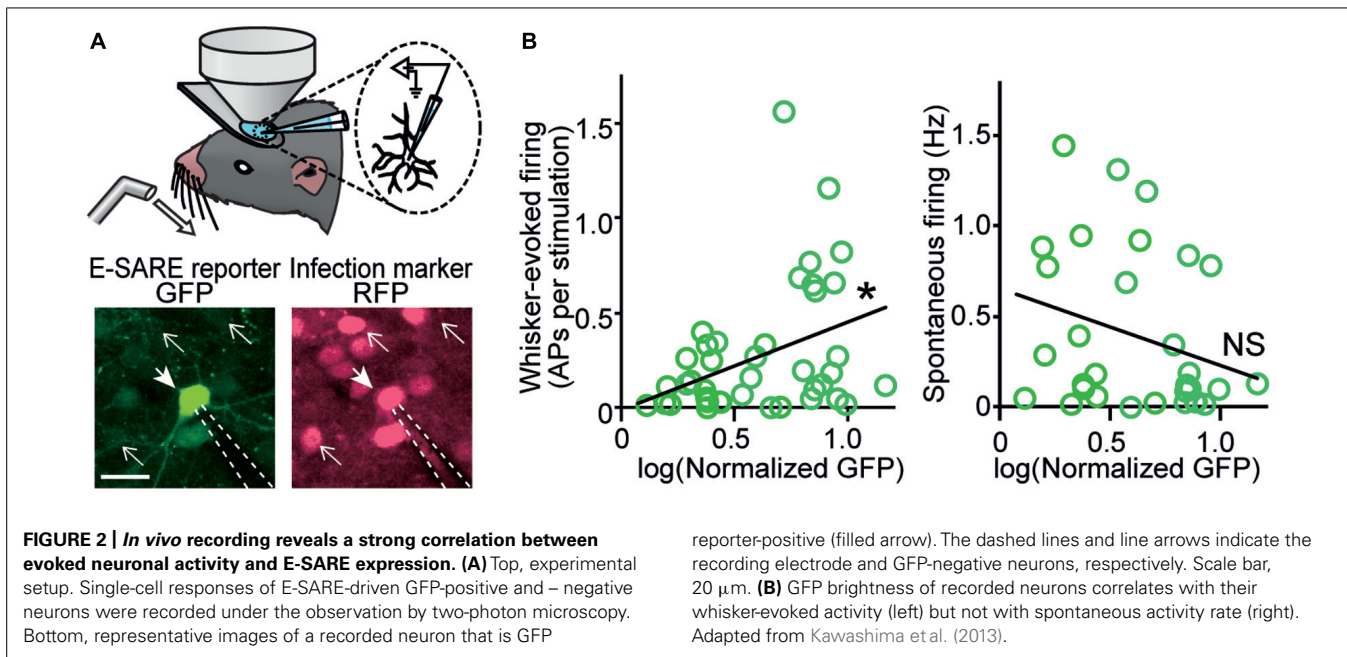 A
B
E-SARE reporter Infection marker
GFP RFP
Whisker-evoked firing
(APs per stimulation)
1.5
1.0
0.5
0
*
0 0.5 1.0
log(Normalized GFP)
Spontaneous firing (Hz)
1.5
1.0
0.5
0
NS
0 0.5 1.0
log(Normalized GFP)
FIGURE 2 | In vivo recording reveals a strong correlation between
evoked neuronal activity and E-SARE expression. (A) Top, experimental
setup. Single-cell responses of E-SARE-driven GFP-positive and – negative
neurons were recorded under the observation by two-photon microscopy.
Bottom, representative images of a recorded neuron that is GFP
reporter-positive (filled arrow). The dashed lines and line arrows indicate the
recording electrode and GFP-negative neurons, respectively. Scale bar,
20 μm. (B) GFP brightness of recorded neurons correlates with their
whisker-evoked activity (left) but not with spontaneous activity rate (right).
Adapted from Kawashima et al. (2013).